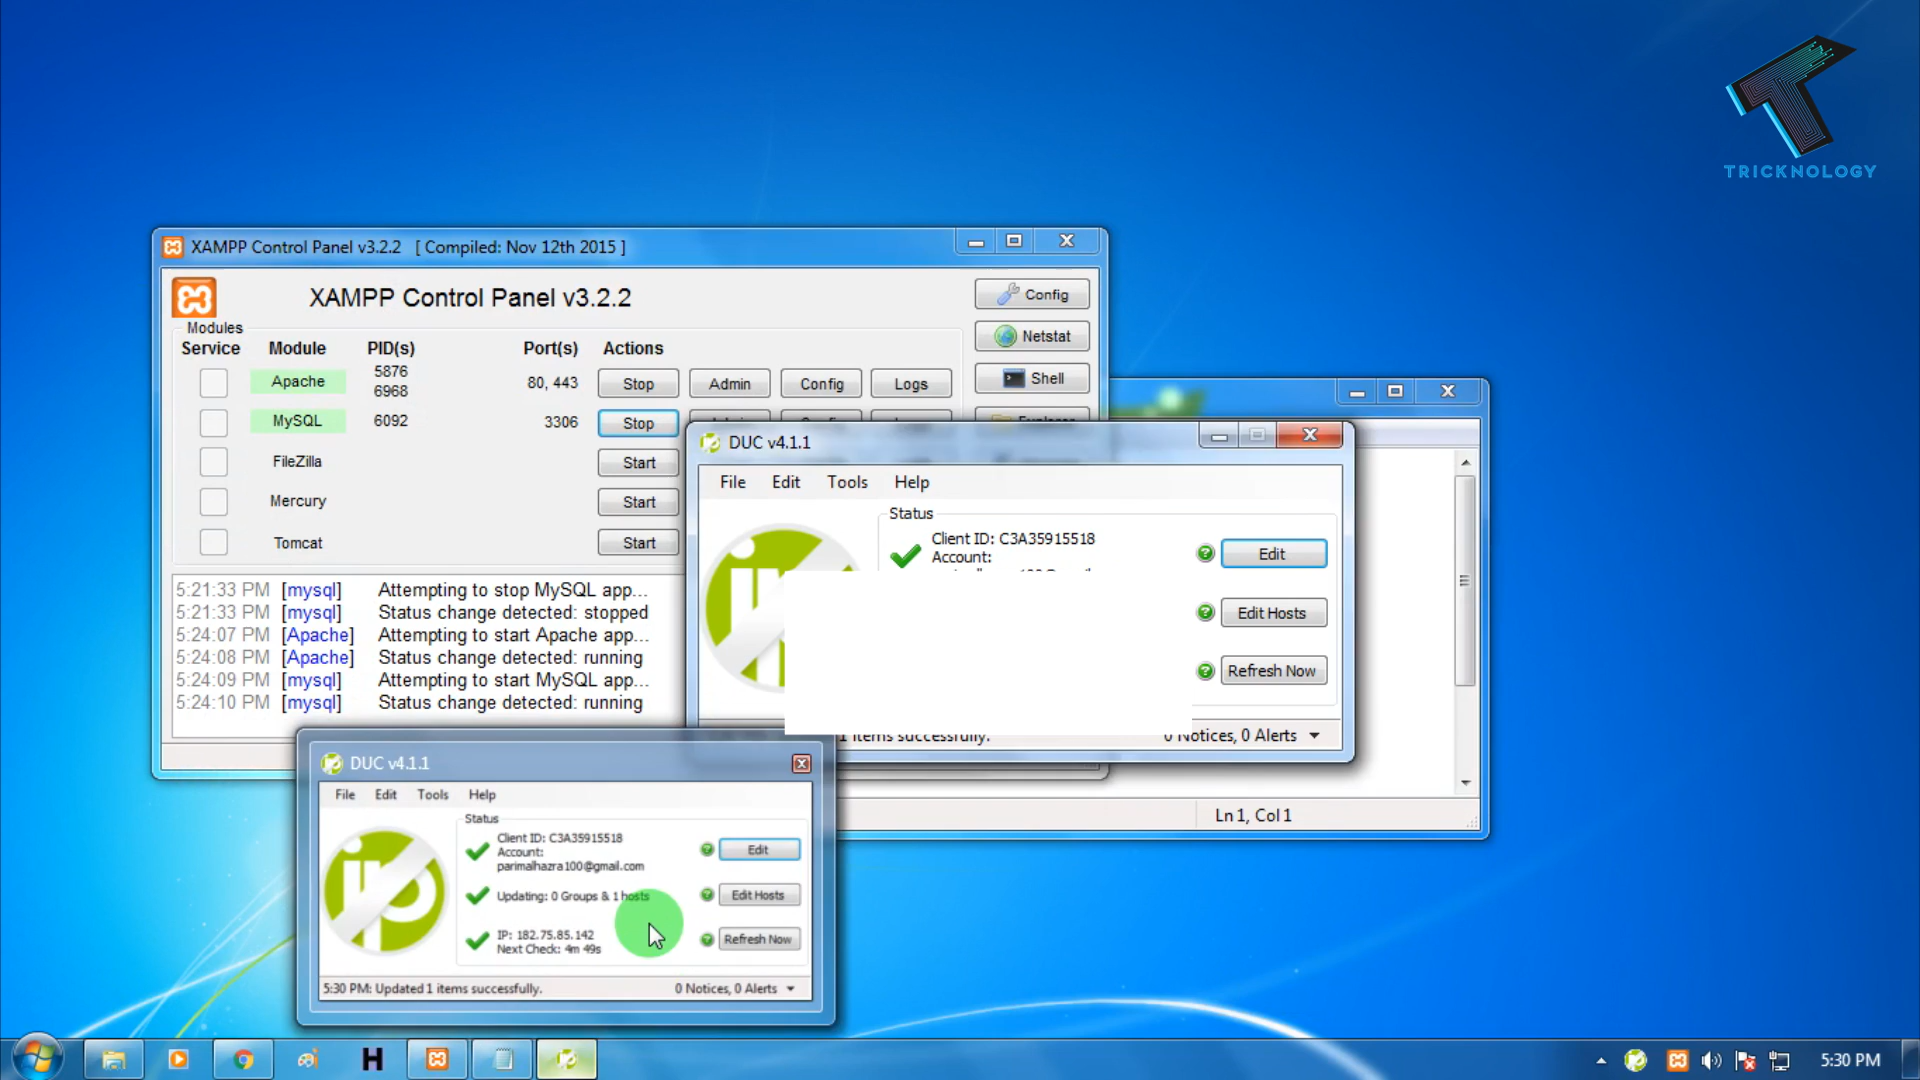 TRICKNOLOGY
XAMPP Control Panel v3.2.2 [ Compiled: Nov 12th 2015 ]
XAMPP Control Panel v3.2.2
Config
Modules
Service Module PID(s) Port(s) Actions
Netstat
Apache 5876 6968 80, 443 Stop Admin Config Logs
Shell
MySQL 6092 3306 Stop
FileZilla Start
Mercury Start
Tomcat Start
5:21:33 PM [mysql] Attempting to stop MySQL app...
5:21:33 PM [mysql] Status change detected: stopped
5:24:07 PM [Apache] Attempting to start Apache app...
5:24:08 PM [Apache] Status change detected: running
5:24:09 PM [mysql] Attempting to start MySQL app...
5:24:10 PM [mysql] Status change detected: running
DUC v4.1.1
File Edit Tools Help
Status
Client ID: C3A35915518
Account:
Edit
Edit Hosts
Refresh Now
1 items successfully. 0 Notices, 0 Alerts
Ln 1, Col 1
DUC v4.1.1
File Edit Tools Help
Status
Client ID: C3A35915518
Account:
parimalhazra100@gmail.com
Edit
Updating: 0 Groups & 1 hosts
Edit Hosts
IP: 182.75.85.142
Next Check: 4m 49s
Refresh Now
5:30 PM: Updated 1 items successfully. 0 Notices, 0 Alerts
H
5:30 PM